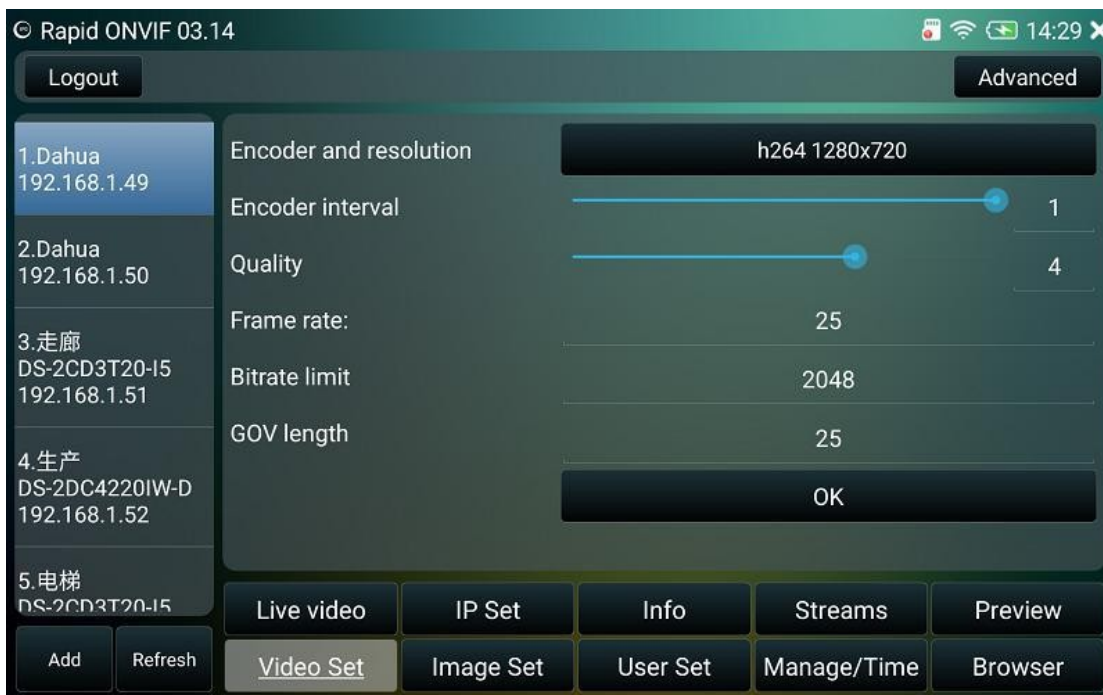 Rapid ONVIF 03.14
14:29
Logout
Advanced
1.Dahua
192.168.1.49
2.Dahua
192.168.1.50
3.走廊
DS-2CD3T20-I5
192.168.1.51
4.生产
DS-2DC4220IW-D
192.168.1.52
5.电梯
DS-2CD3T20-I5
Add
Refresh
Encoder and resolution
h264 1280x720
Encoder interval
1
Quality
4
Frame rate:
25
Bitrate limit
2048
GOV length
25
OK
Live video
IP Set
Info
Streams
Preview
Video Set
Image Set
User Set
Manage/Time
Browser